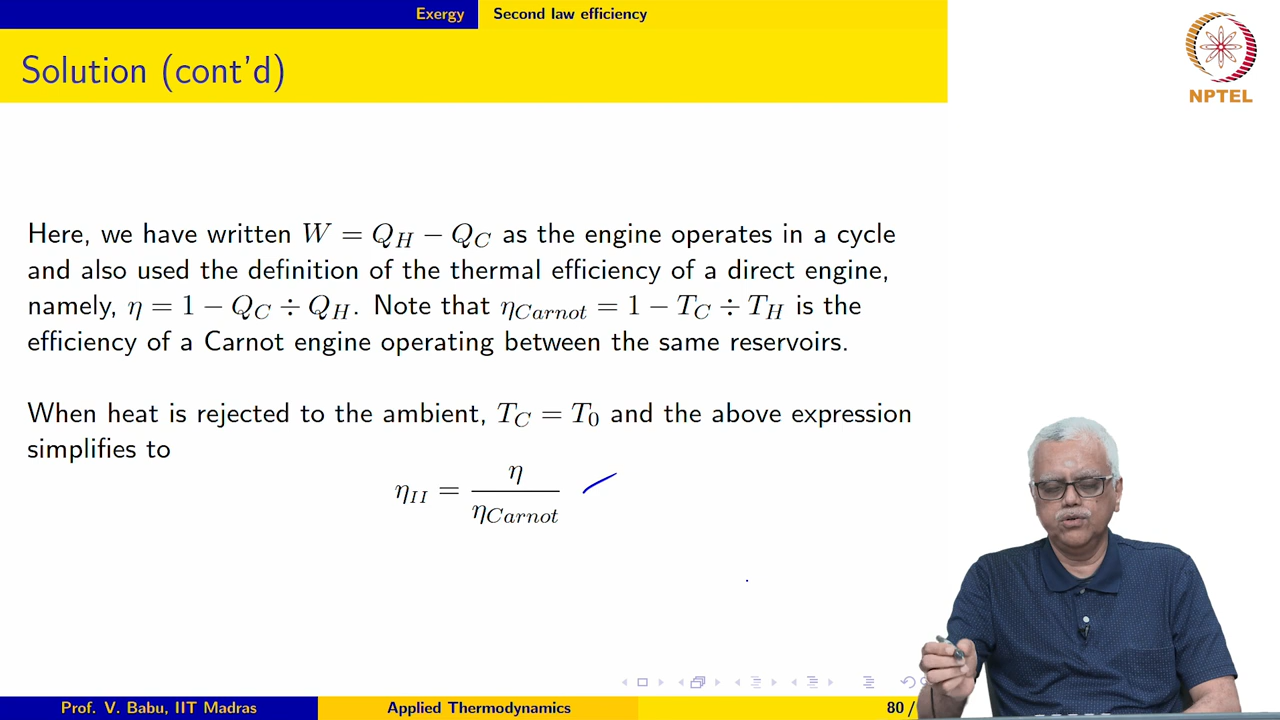 Exergy Second law efficiency
Solution (cont'd)
NPTEL
Here, we have written W = Q_H − Q_C as the engine operates in a cycle
and also used the definition of the thermal efficiency of a direct engine,
namely, η = 1 − Q_C ÷ Q_H. Note that η_Carnot = 1 − T_C ÷ T_H is the
efficiency of a Carnot engine operating between the same reservoirs.
When heat is rejected to the ambient, T_C = T_0 and the above expression
simplifies to
η_II = η / η_Carnot
Prof. V. Babu, IIT Madras Applied Thermodynamics 80 /